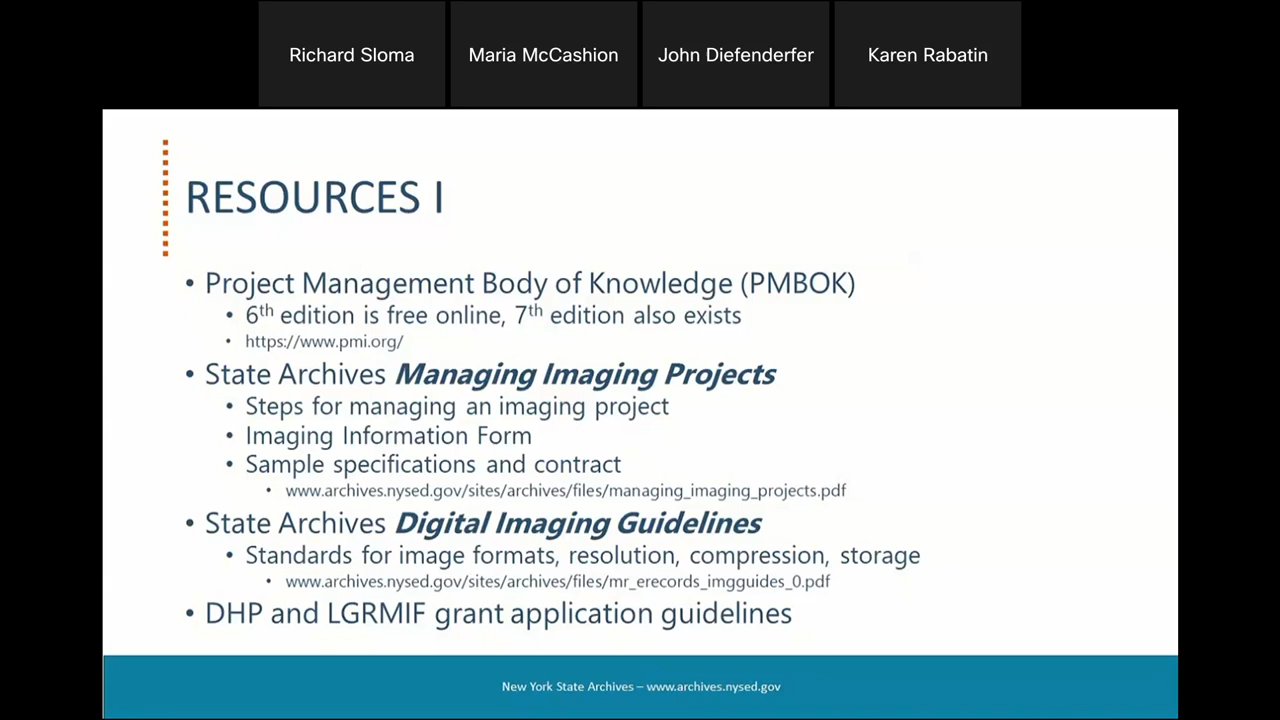 Richard Sloma
Maria McCashion
John Diefenderfer
Karen Rabatin
RESOURCES I
• Project Management Body of Knowledge (PMBOK)
• 6th edition is free online, 7th edition also exists
• https://www.pmi.org/
• State Archives Managing Imaging Projects
• Steps for managing an imaging project
• Imaging Information Form
• Sample specifications and contract
• www.archives.nysed.gov/sites/archives/files/managing_imaging_projects.pdf
• State Archives Digital Imaging Guidelines
• Standards for image formats, resolution, compression, storage
• www.archives.nysed.gov/sites/archives/files/mr_erecords_imgguides_0.pdf
• DHP and LGRMIF grant application guidelines
New York State Archives – www.archives.nysed.gov